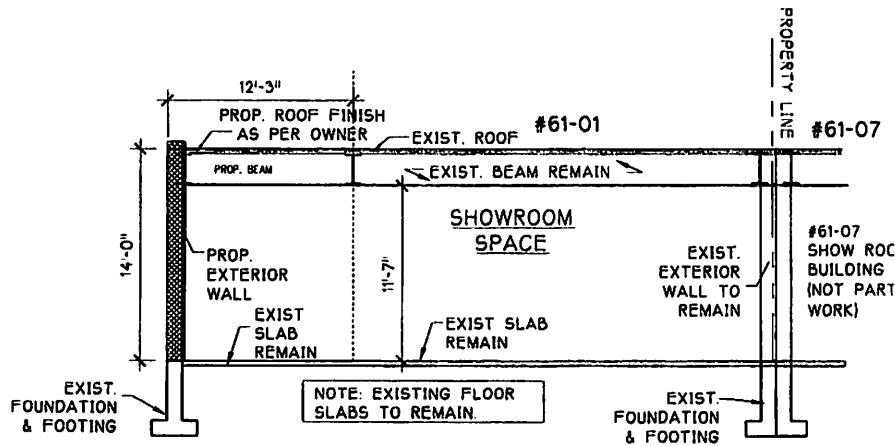 PROPERTY LINE
12'-3"
PROP. ROOF FINISH
AS PER OWNER
EXIST. ROOF
#61-01
#61-07
PROP. BEAM
EXIST. BEAM REMAIN
SHOWROOM
SPACE
14'-0"
11'-7"
PROP.
EXTERIOR
WALL
EXIST.
EXTERIOR
WALL TO
REMAIN
#61-07
SHOW ROO
BUILDING
(NOT PART
WORK)
EXIST
SLAB
REMAIN
EXIST SLAB
REMAIN
EXIST.
FOUNDATION
& FOOTING
NOTE: EXISTING FLOOR
SLABS TO REMAIN.
EXIST.
FOUNDATION
& FOOTING